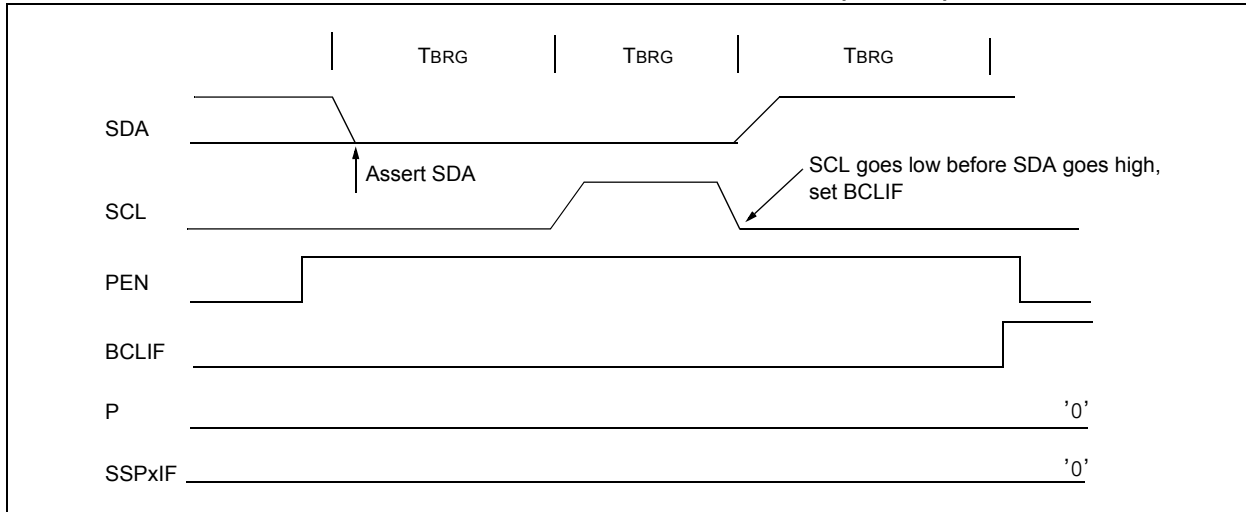 TBRG TBRG TBRG
SDA
Assert SDA
SCL goes low before SDA goes high,
set BCLIF
SCL
PEN
BCLIF
P
'0'
SSPxIF
'0'